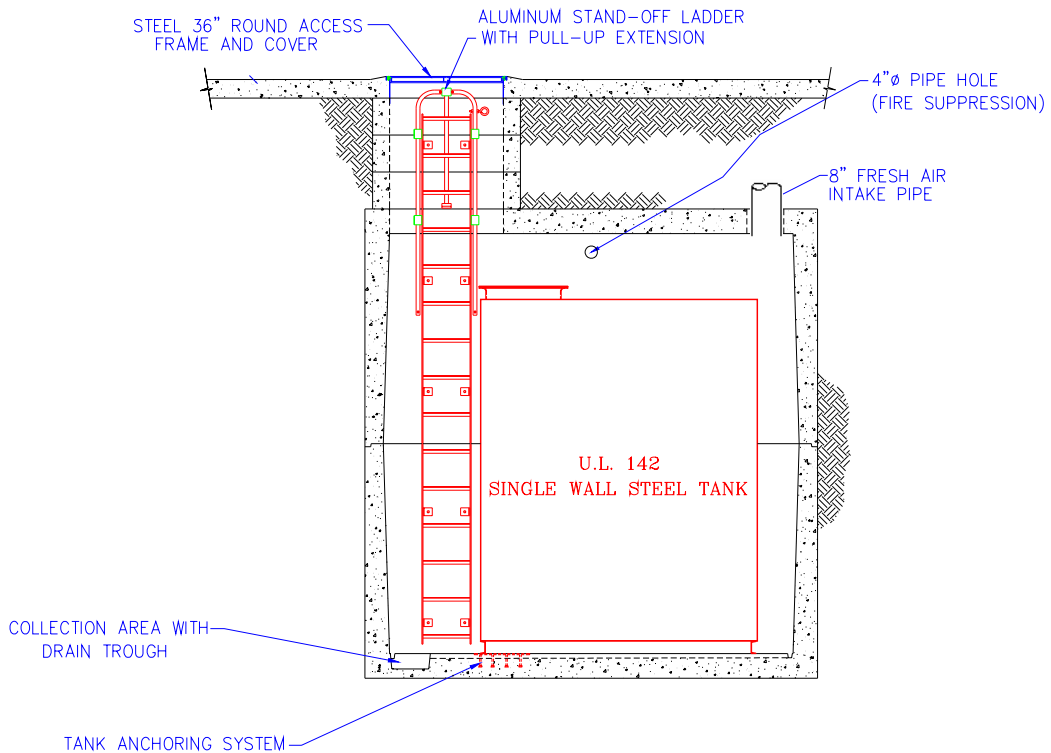 STEEL 36" ROUND ACCESS
FRAME AND COVER
ALUMINUM STAND-OFF LADDER
WITH PULL-UP EXTENSION
4"ø PIPE HOLE
(FIRE SUPPRESSION)
8" FRESH AIR
INTAKE PIPE
U.L. 142
SINGLE WALL STEEL TANK
COLLECTION AREA WITH
DRAIN TROUGH
TANK ANCHORING SYSTEM